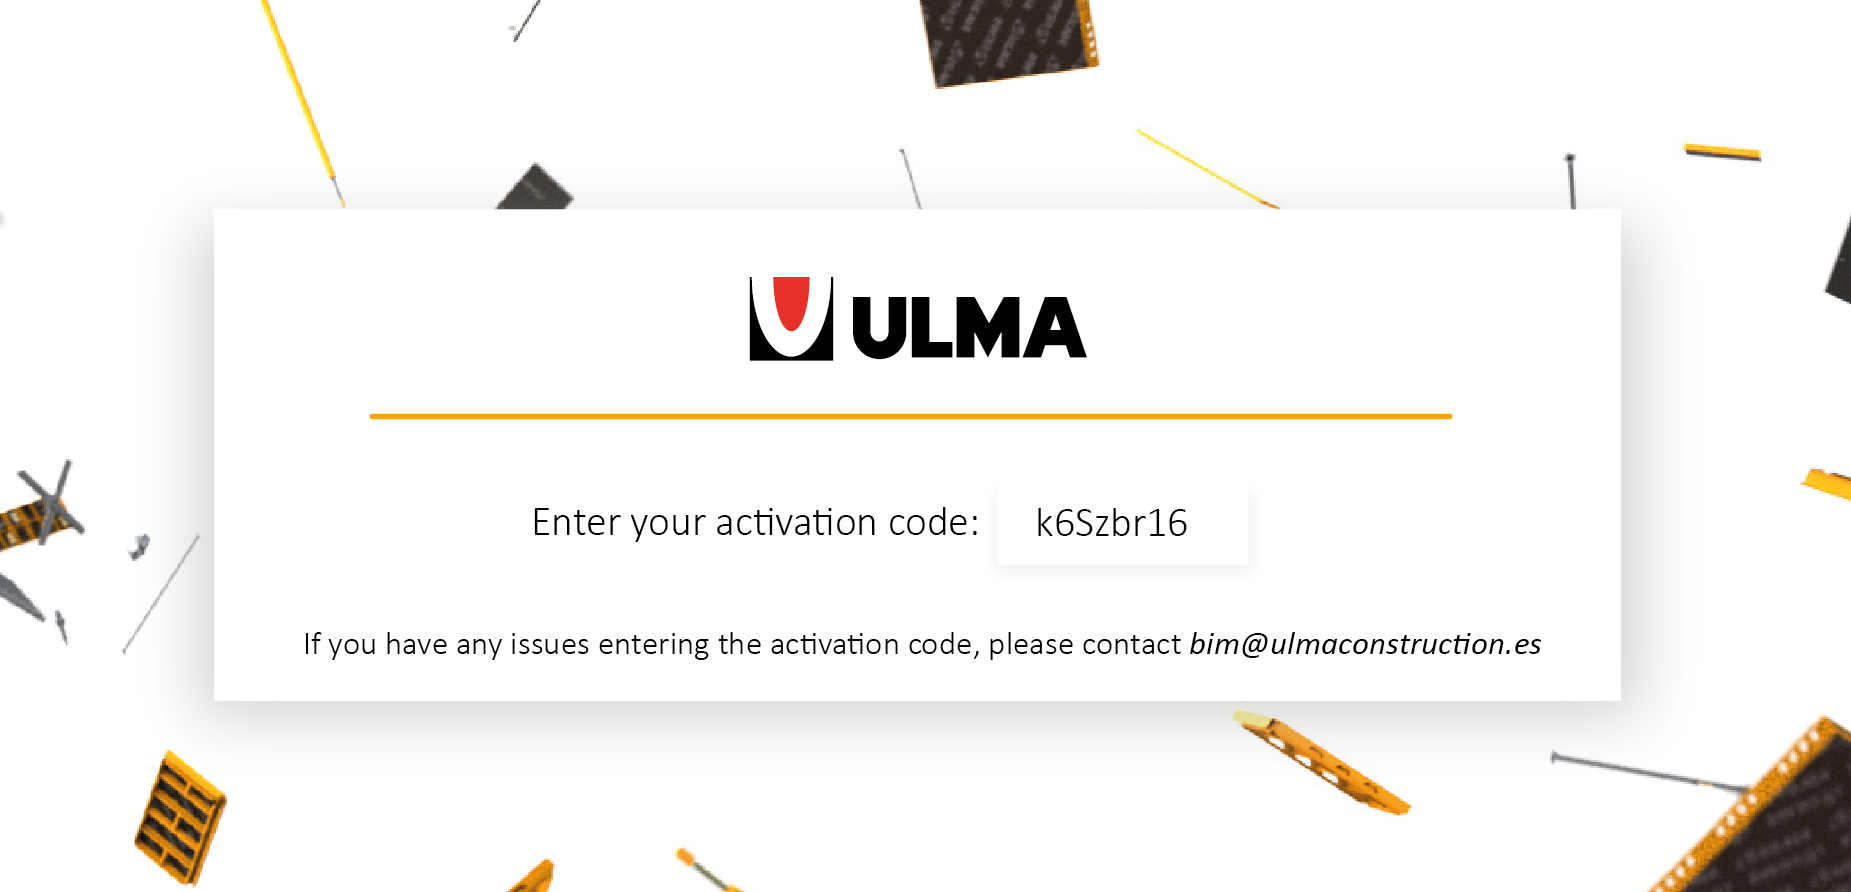 ULMA
Enter your activation code: k6Szbr16
If you have any issues entering the activation code, please contact bim@ulmaconstruction.es